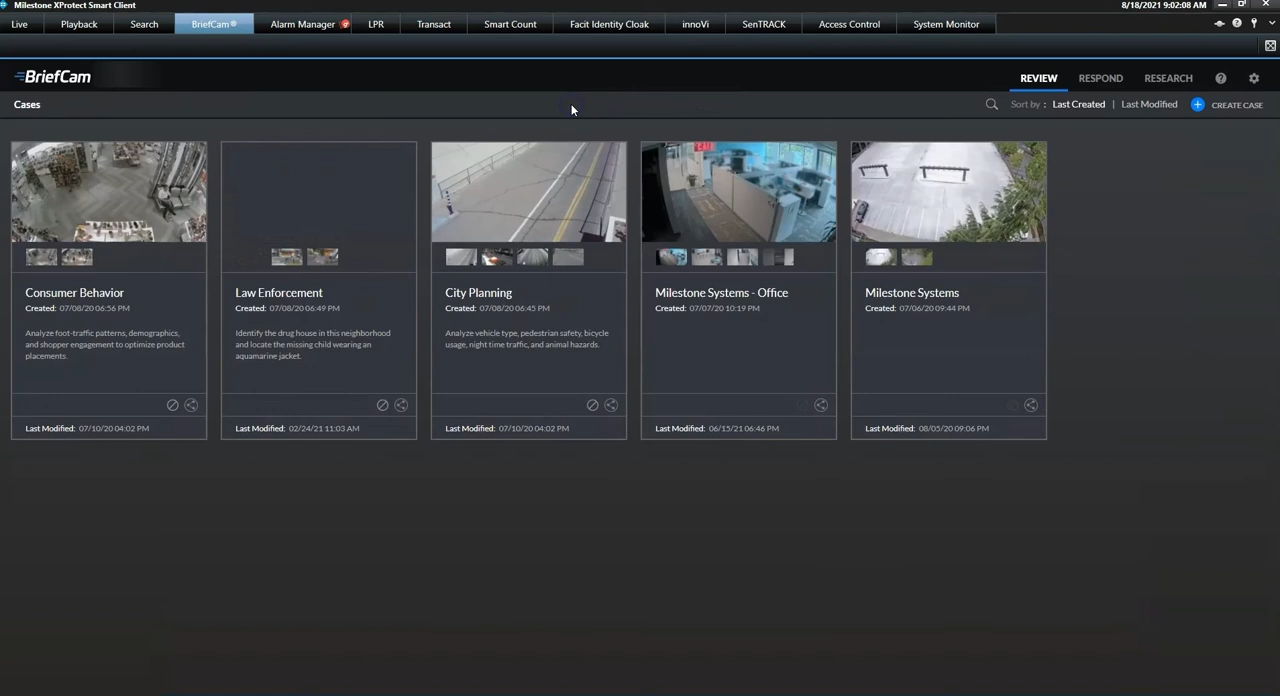 Milestone XProtect Smart Client
8/18/2021 9:02:08 AM
Live Playback Search BriefCam Alarm Manager LPR Transact Smart Count Facit Identity Cloak innoVi SenTRACK Access Control System Monitor
BriefCam
REVIEW RESPOND RESEARCH
Cases
Sort by : Last Created | Last Modified CREATE CASE
Consumer Behavior
Created: 07/08/20 06:56 PM
Analyze foot-traffic patterns, demographics,
and shopper engagement to optimize product
placements.
Last Modified: 07/10/20 04:02 PM
Law Enforcement
Created: 07/08/20 06:49 PM
Identify the drug house in this neighborhood
and locate the missing child wearing an
aquamarine jacket.
Last Modified: 02/24/21 11:03 AM
City Planning
Created: 07/08/20 06:45 PM
Analyze vehicle type, pedestrian safety, bicycle
usage, night time traffic, and animal hazards.
Last Modified: 07/10/20 04:02 PM
EXIT
Milestone Systems - Office
Created: 07/07/20 10:19 PM
Last Modified: 06/15/21 06:46 PM
Milestone Systems
Created: 07/06/20 09:44 PM
Last Modified: 08/05/20 09:06 PM